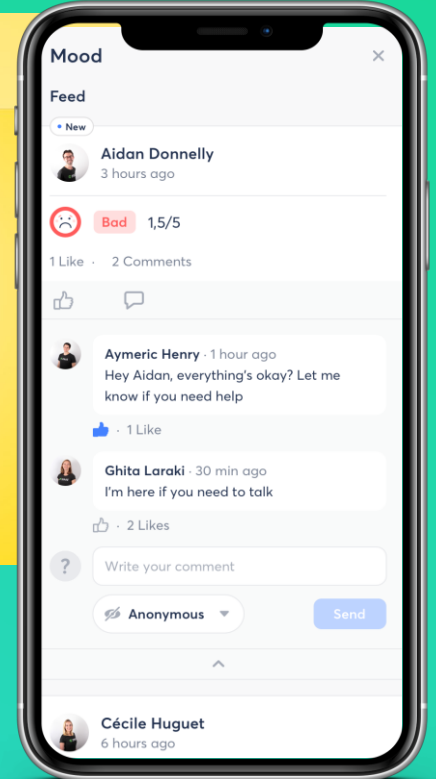 Mood
Feed
New
Aidan Donnelly
3 hours ago
Bad 1,5/5
1 Like · 2 Comments
Aymeric Henry · 1 hour ago
Hey Aidan, everything's okay? Let me
know if you need help
· 1 Like
Ghita Laraki · 30 min ago
I'm here if you need to talk
· 2 Likes
?
Write your comment
Anonymous
Send
Cécile Huguet
6 hours ago